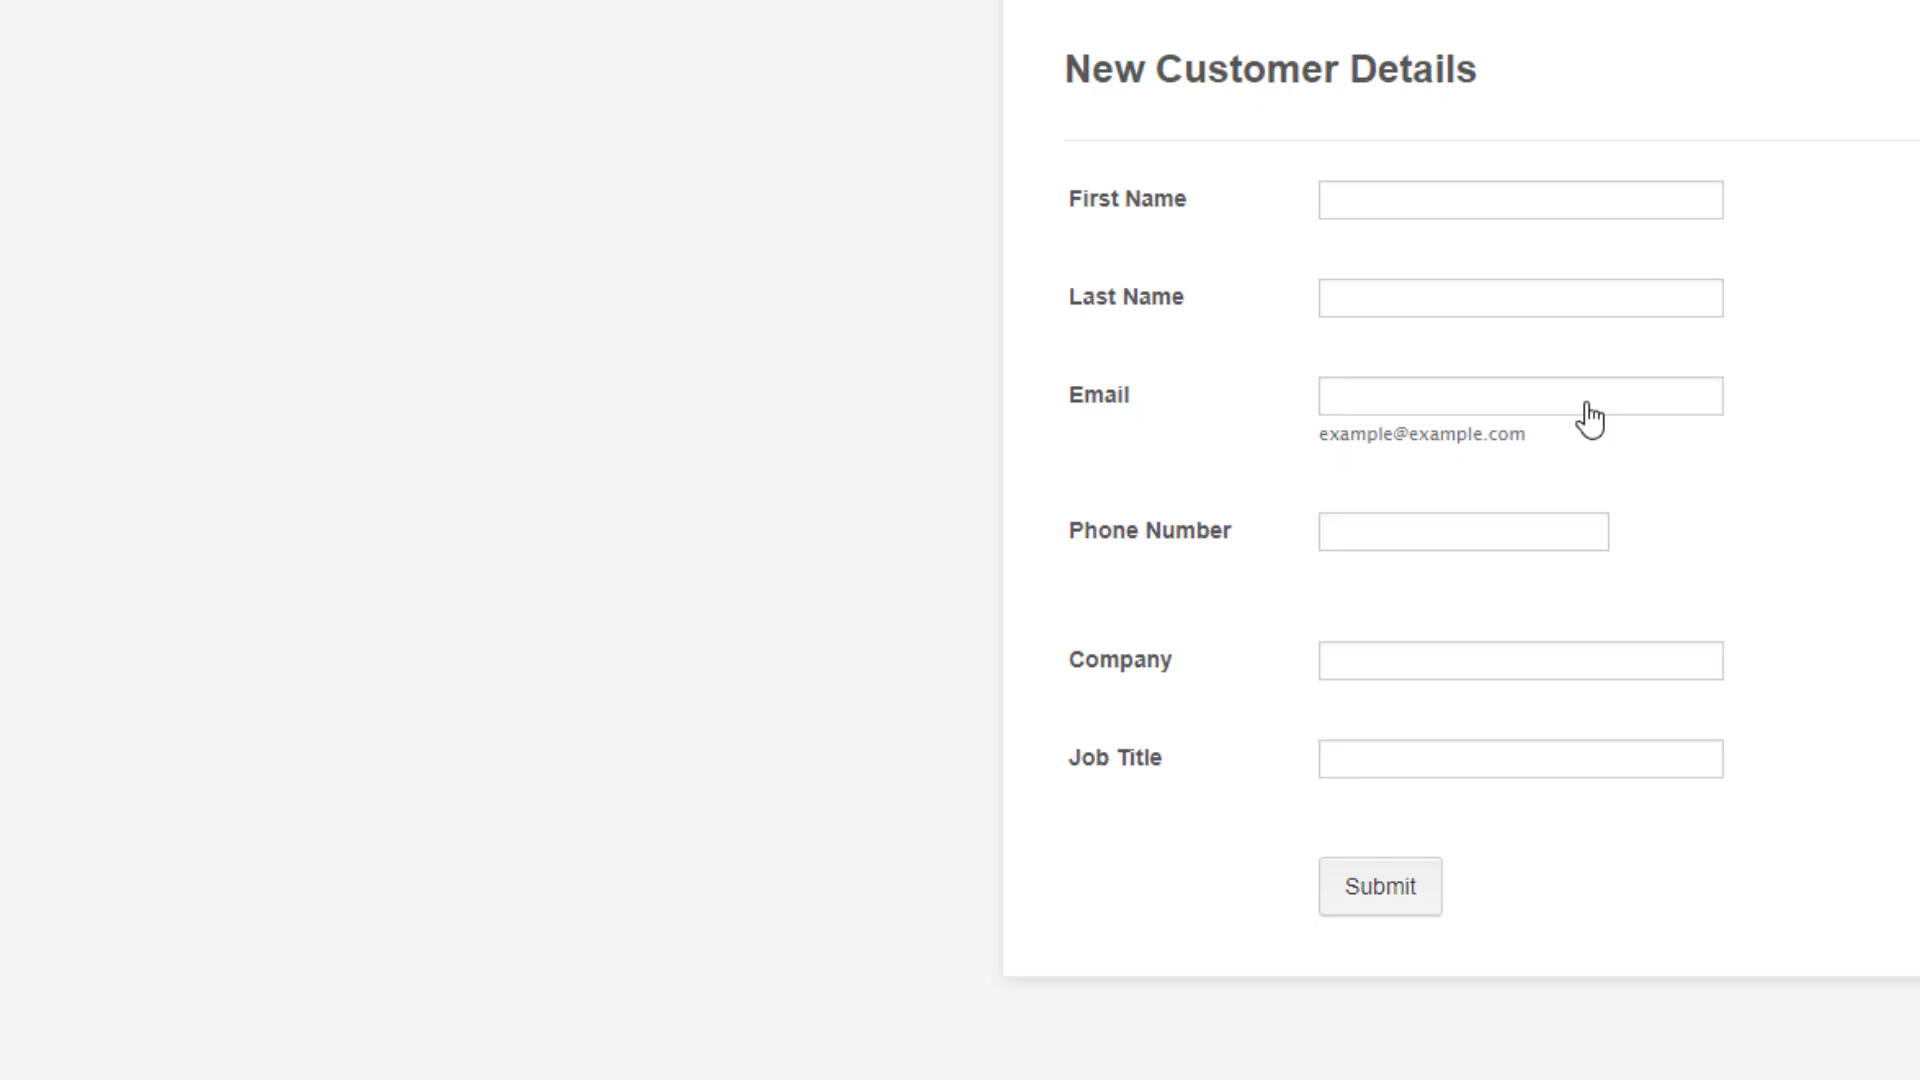 New Customer Details
First Name
Last Name
Email
example@example.com
Phone Number
Company
Job Title
Submit